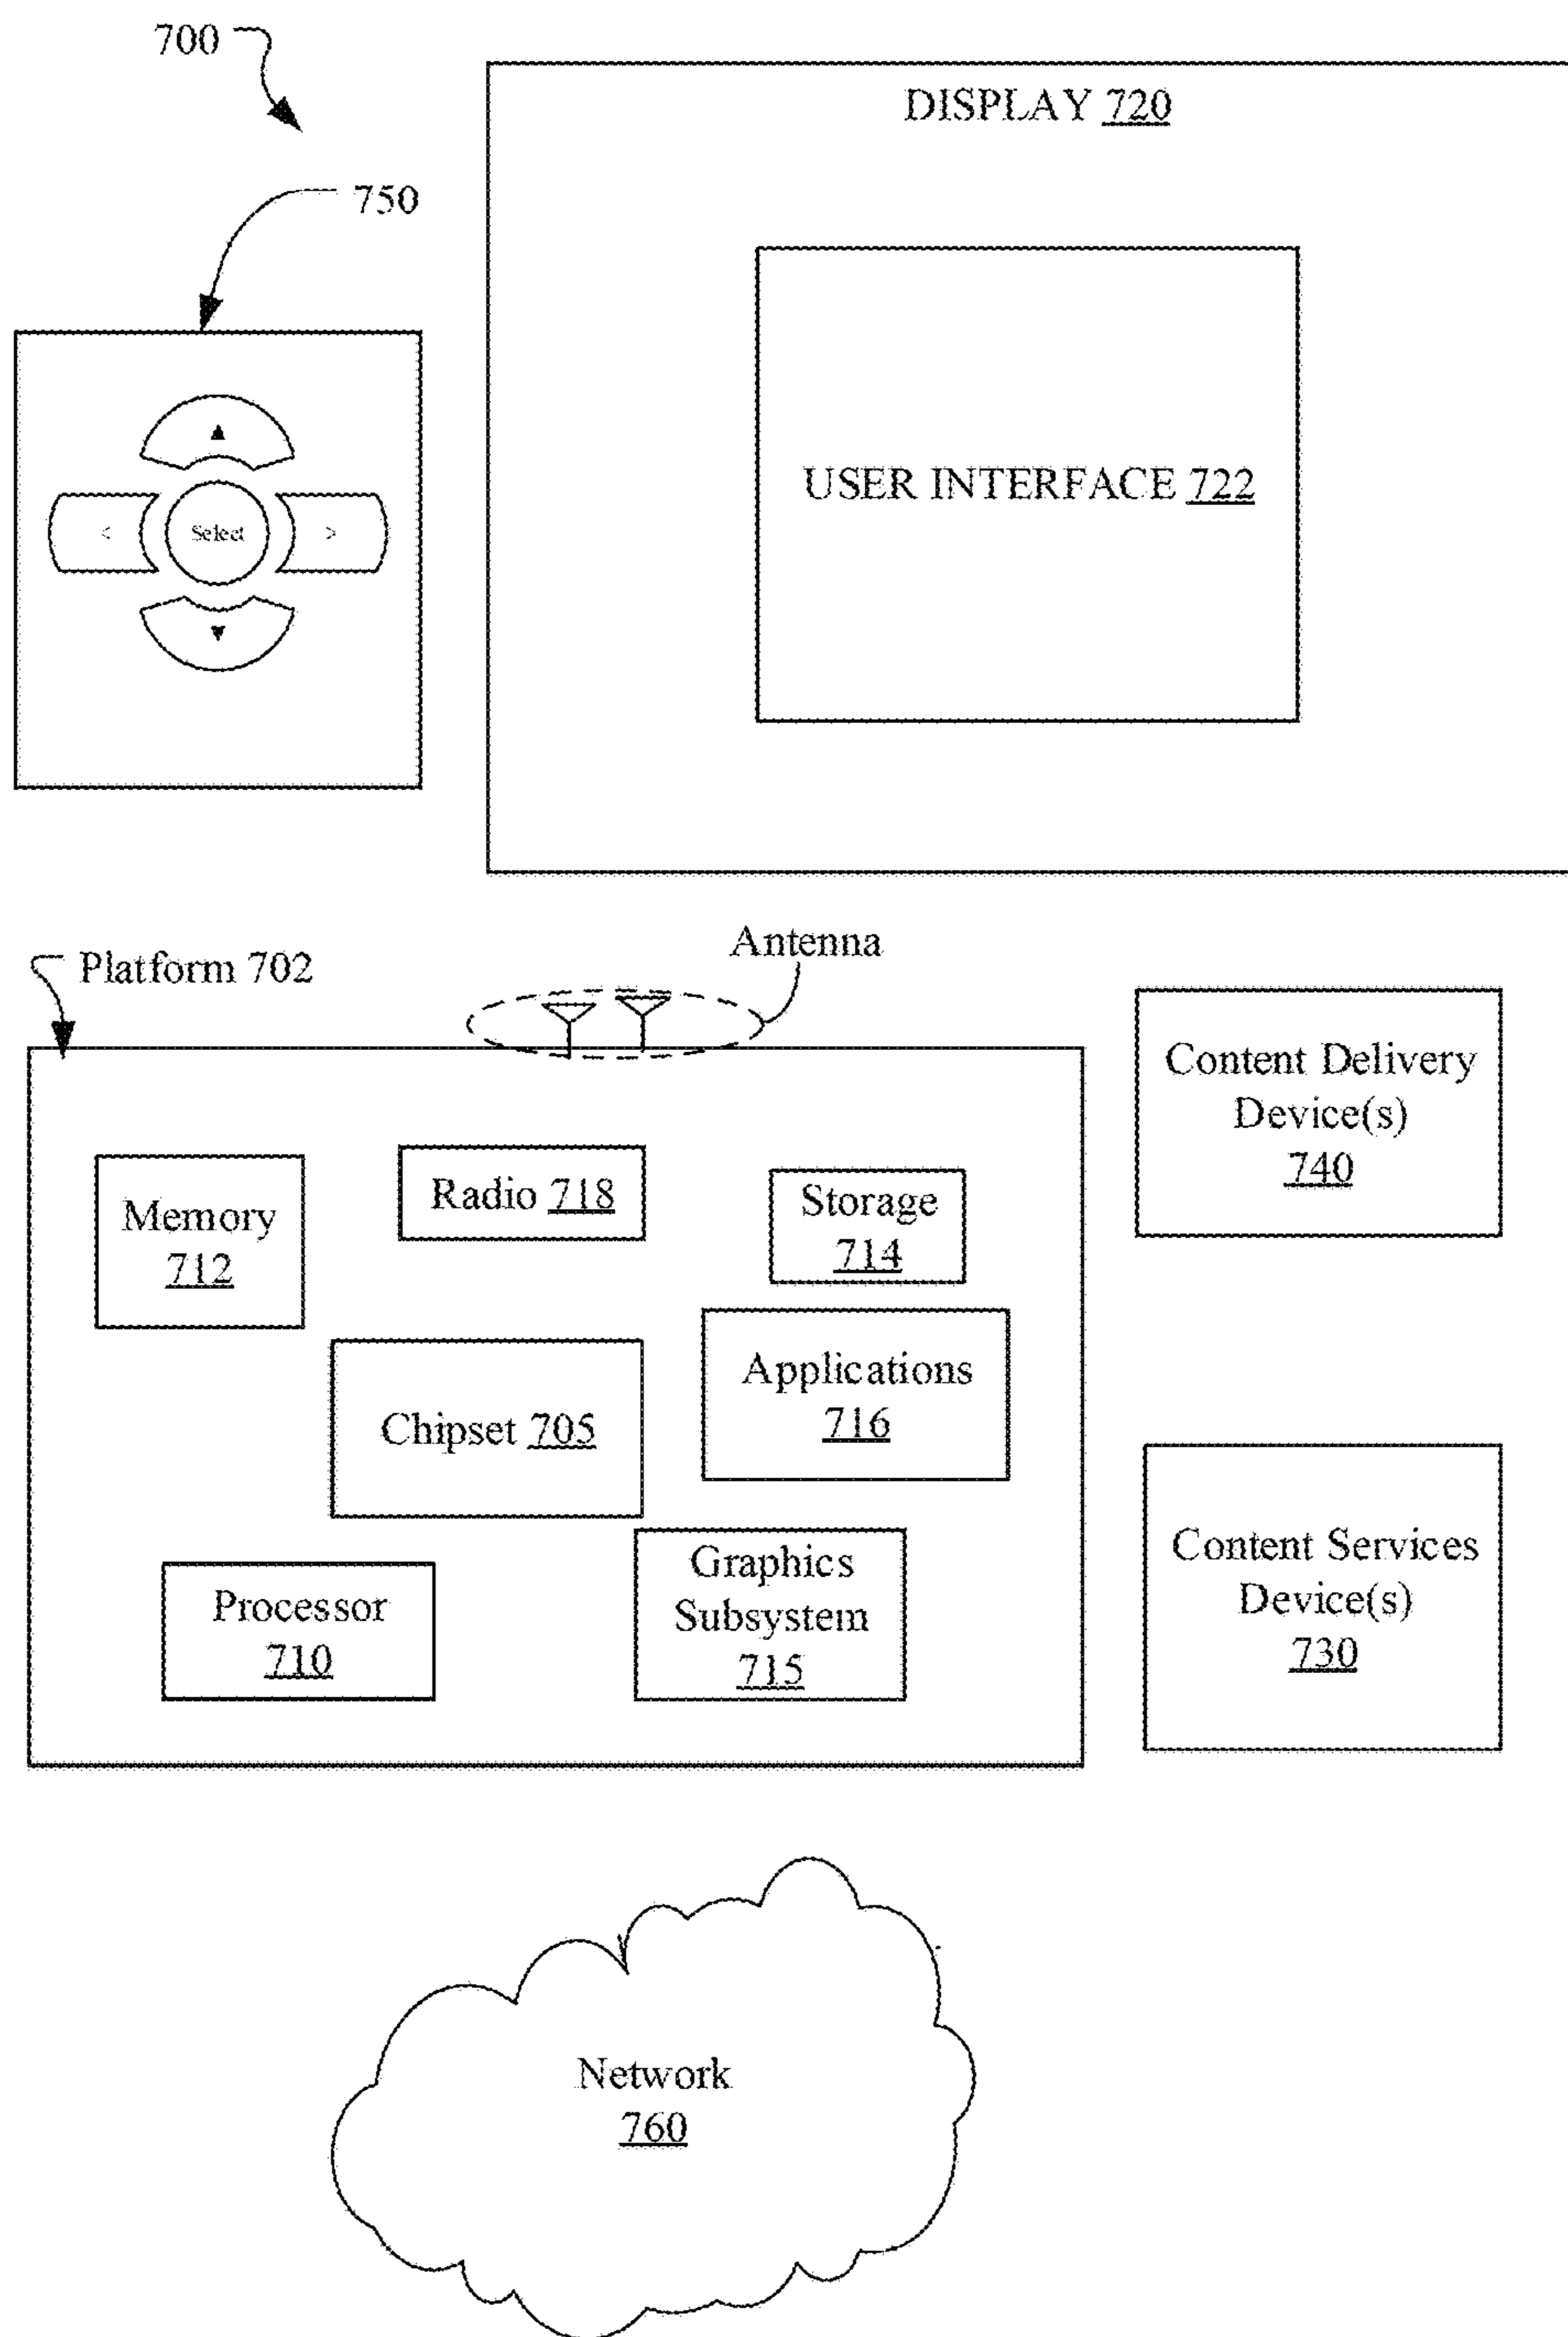 700
DISPLAY 720
750
USER INTERFACE 722
▲
< Select >
▼
Antenna
Platform 702
Content Delivery
Device(s)
740
Memory
712
Radio 718
Storage
714
Chipset 705
Applications
716
Processor
710
Graphics
Subsystem
715
Content Services
Device(s)
730
Network
760